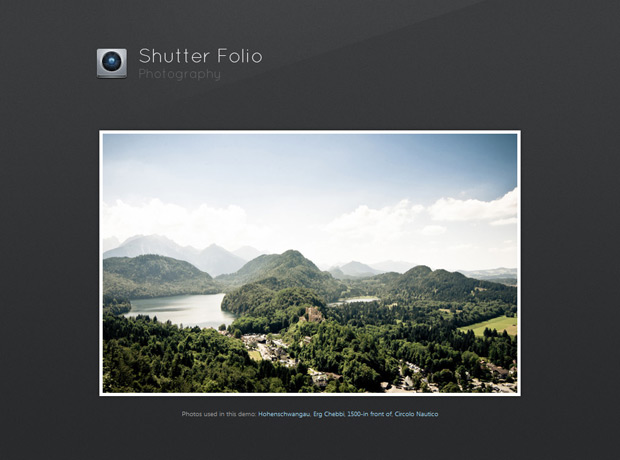 Shutter Folio
Photography
Photos used in this demo: Hohenschwangau, Erg Chebbi, 1500-in front of, Circolo Nautico